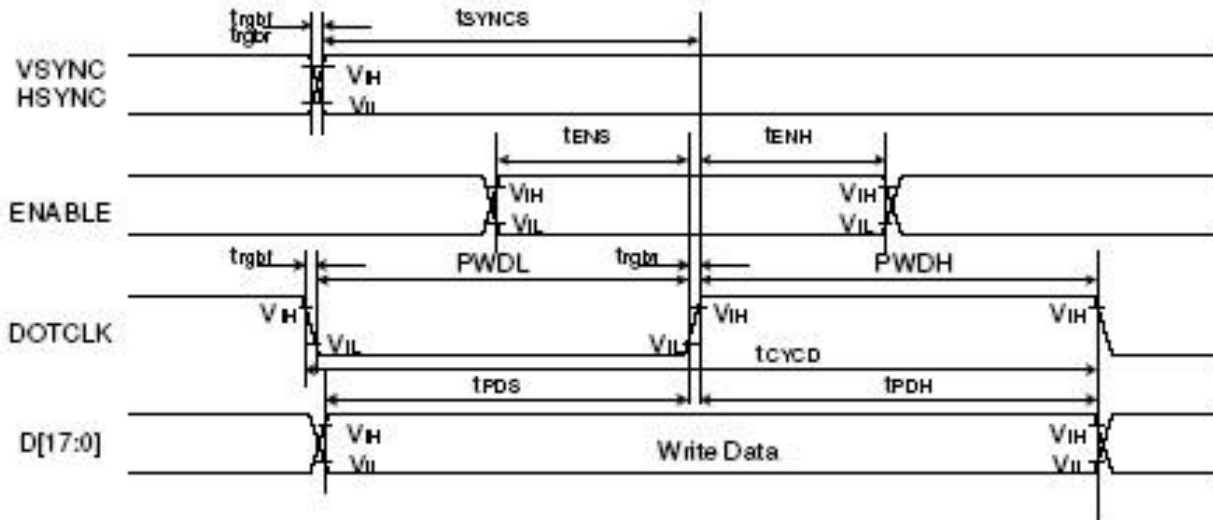 trgbf tSYNCS
trgbr
VSYNC VIH
HSYNC VIL
tENS tENH
ENABLE VIH VIH
VIL VIL
trgbf PWDL trgbr PWDH
VIH VIH VIH
DOTCLK VIL VIL
tCYCD
tPDS tPDH
D[17:0] VIH Write Data VIH
VIL VIL